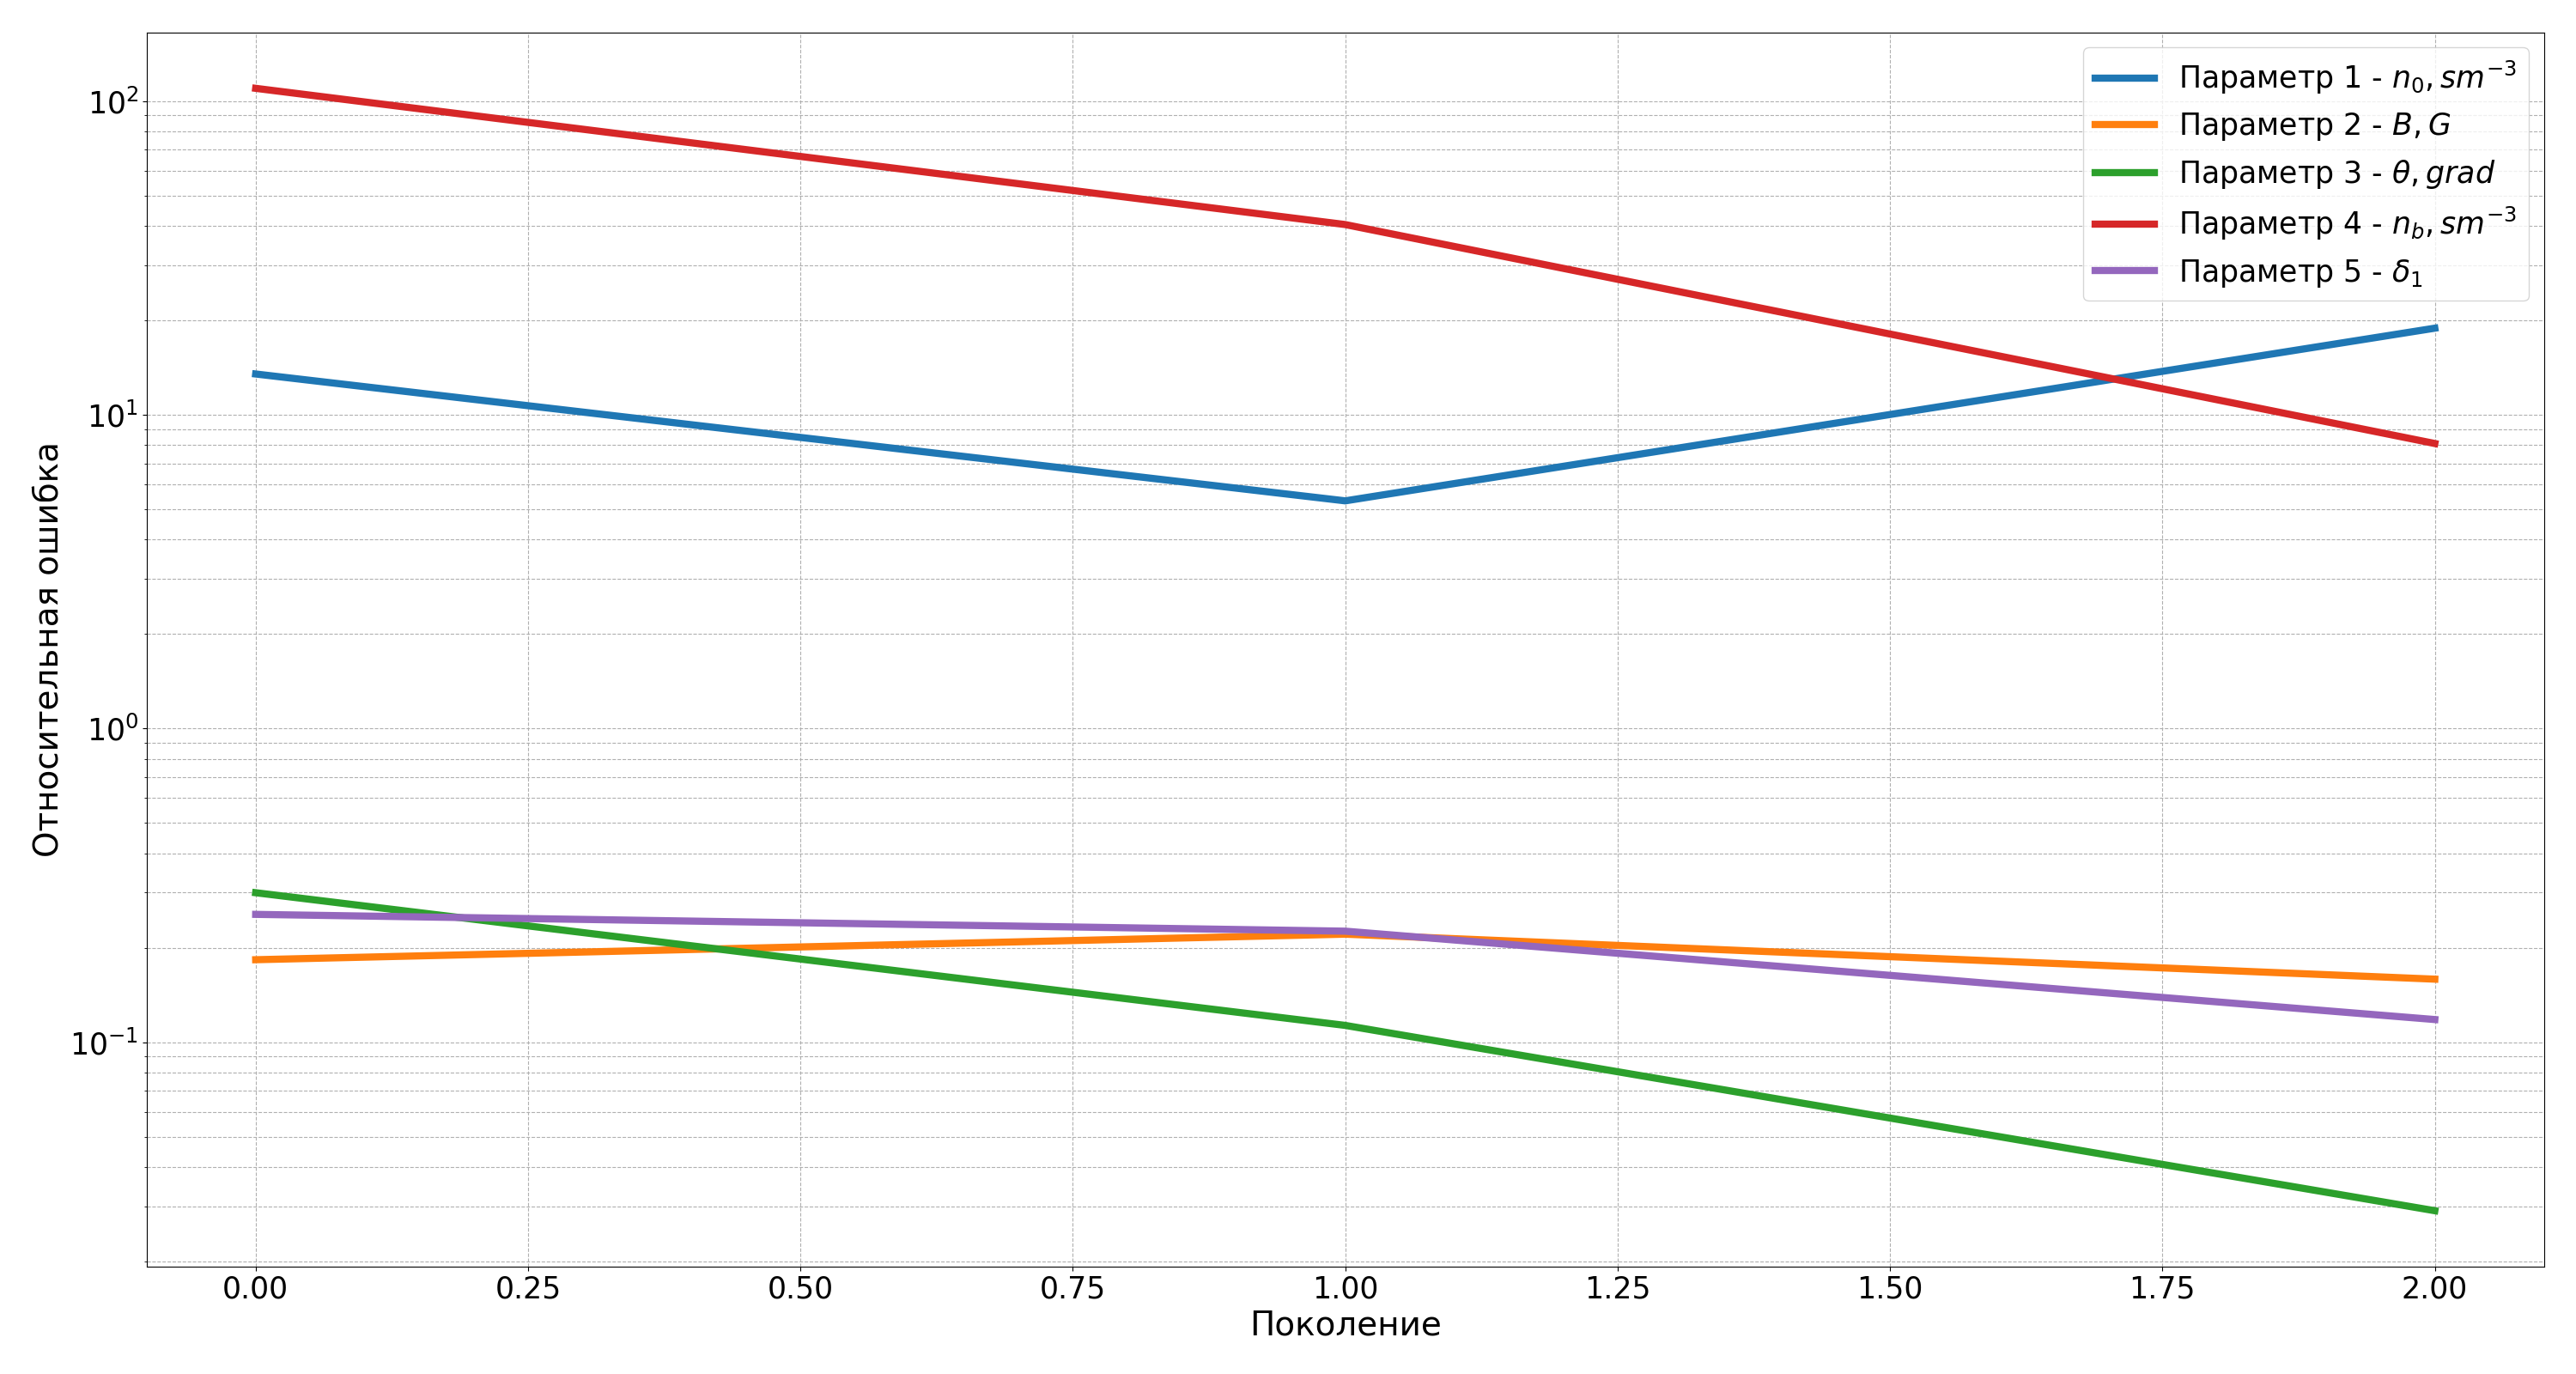 Относительная ошибка
10²
10¹
10⁰
10⁻¹
0.00 0.25 0.50 0.75 1.00 1.25 1.50 1.75 2.00
Поколение
Параметр 1 - n₀, sm⁻³
Параметр 2 - B, G
Параметр 3 - θ, grad
Параметр 4 - n_b, sm⁻³
Параметр 5 - δ₁